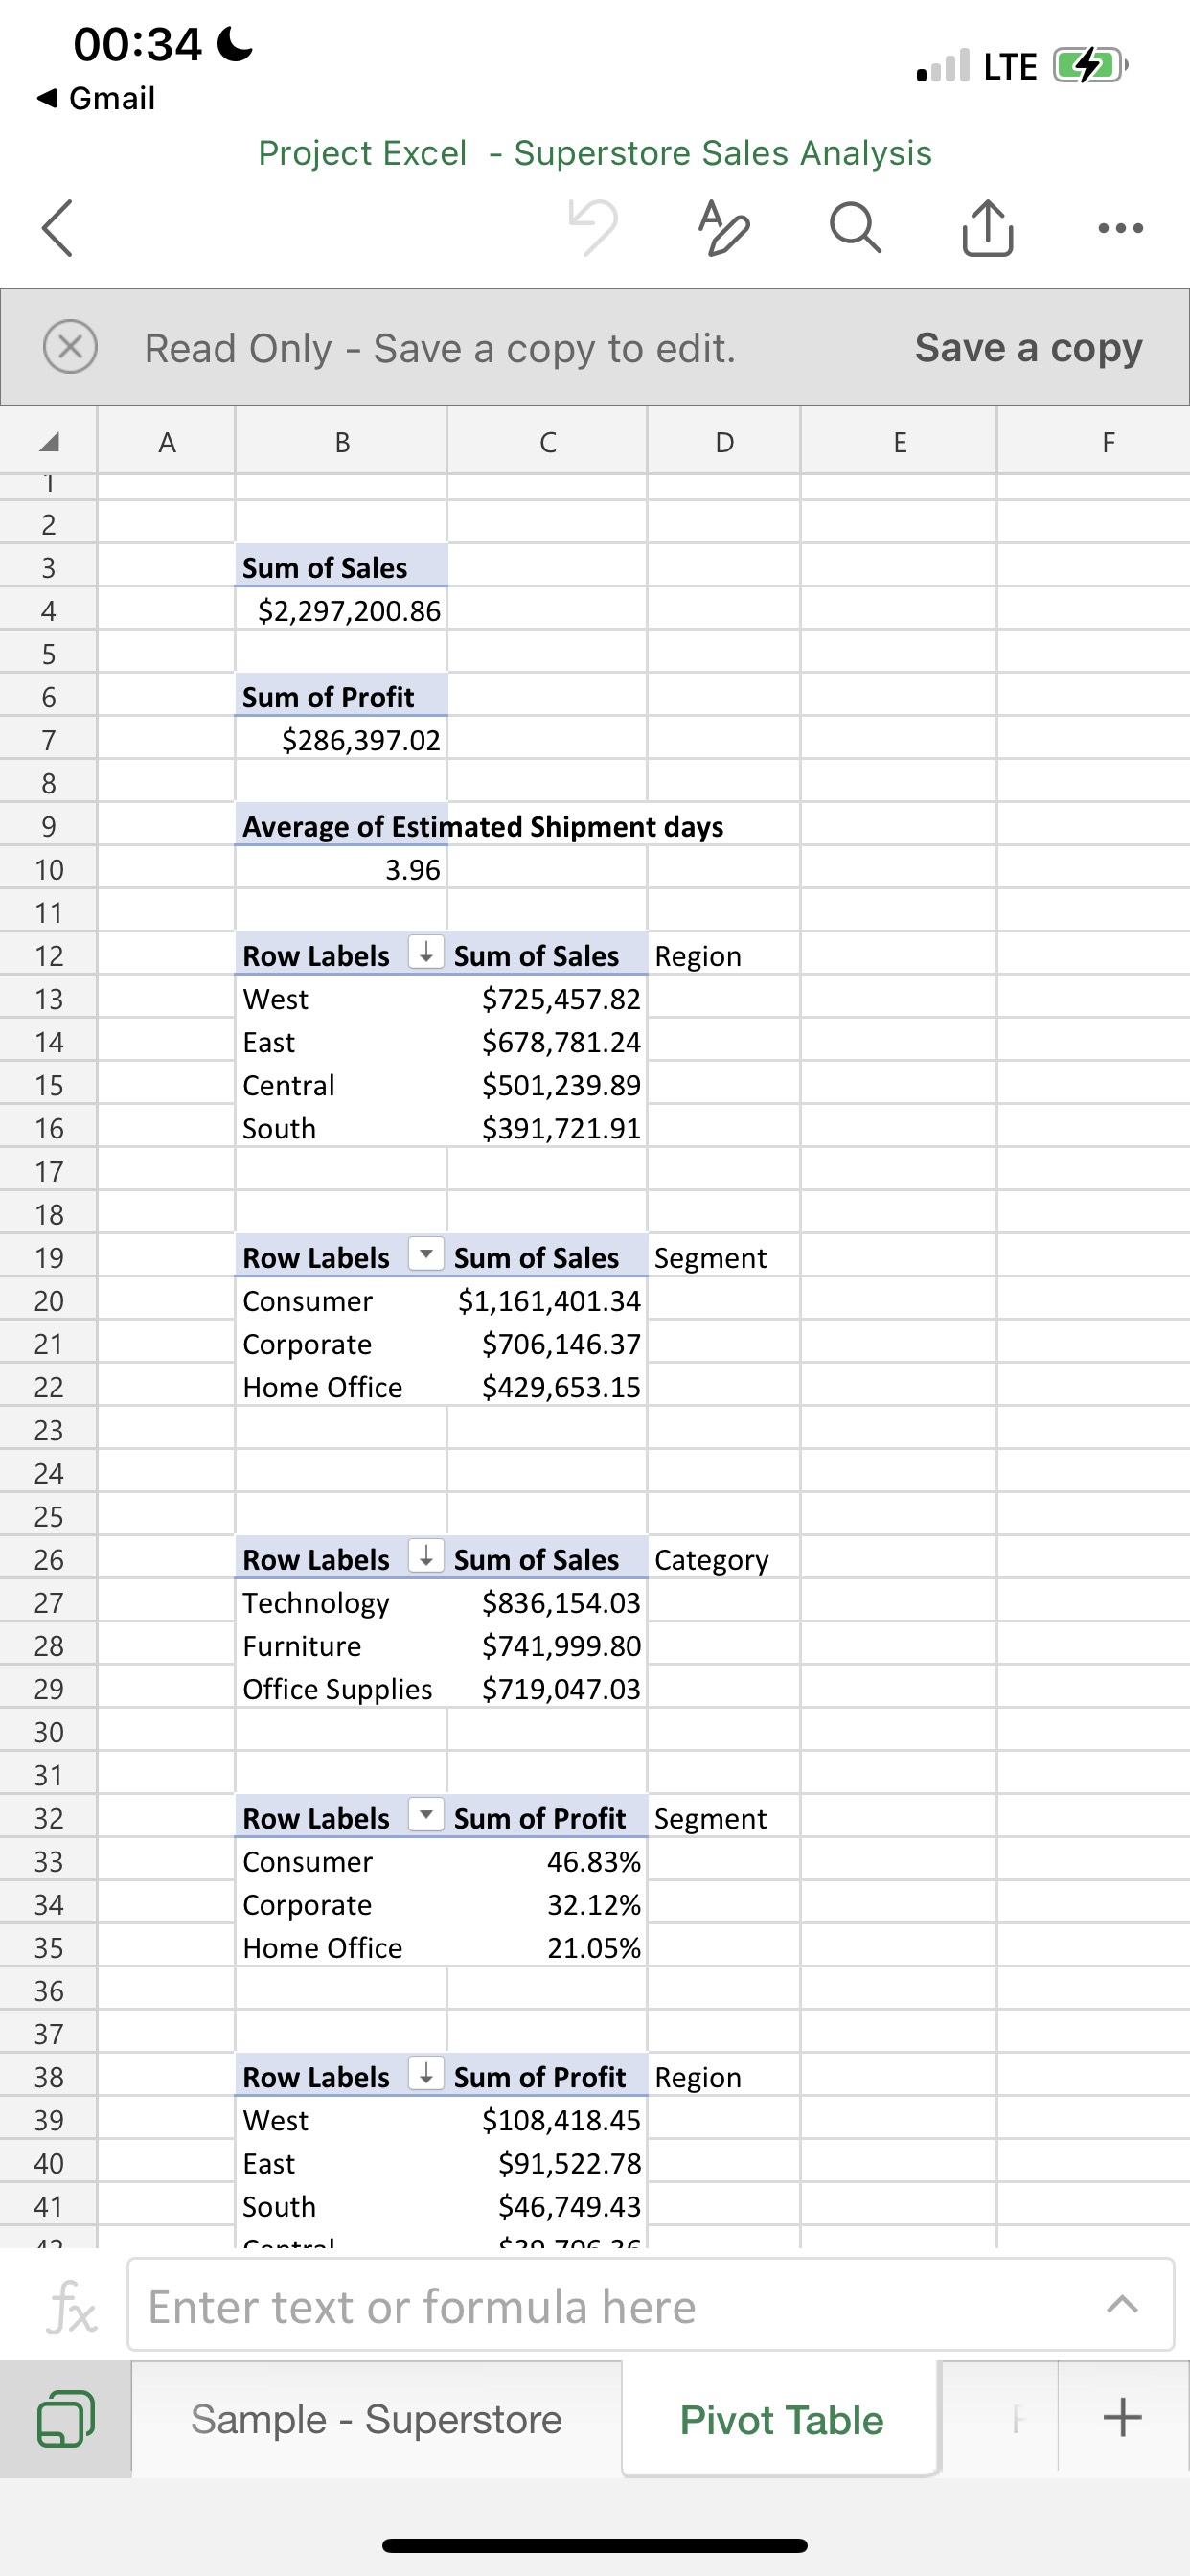 00:34
Gmail
LTE
Project Excel - Superstore Sales Analysis
Read Only - Save a copy to edit. Save a copy
A B C D E F
1
2
3 Sum of Sales
4 $2,297,200.86
5
6 Sum of Profit
7 $286,397.02
8
9 Average of Estimated Shipment days
10 3.96
11
12 Row Labels Sum of Sales Region
13 West $725,457.82
14 East $678,781.24
15 Central $501,239.89
16 South $391,721.91
17
18
19 Row Labels Sum of Sales Segment
20 Consumer $1,161,401.34
21 Corporate $706,146.37
22 Home Office $429,653.15
23
24
25
26 Row Labels Sum of Sales Category
27 Technology $836,154.03
28 Furniture $741,999.80
29 Office Supplies $719,047.03
30
31
32 Row Labels Sum of Profit Segment
33 Consumer 46.83%
34 Corporate 32.12%
35 Home Office 21.05%
36
37
38 Row Labels Sum of Profit Region
39 West $108,418.45
40 East $91,522.78
41 South $46,749.43
42 Central $39,706.36
fx Enter text or formula here
Sample - Superstore Pivot Table